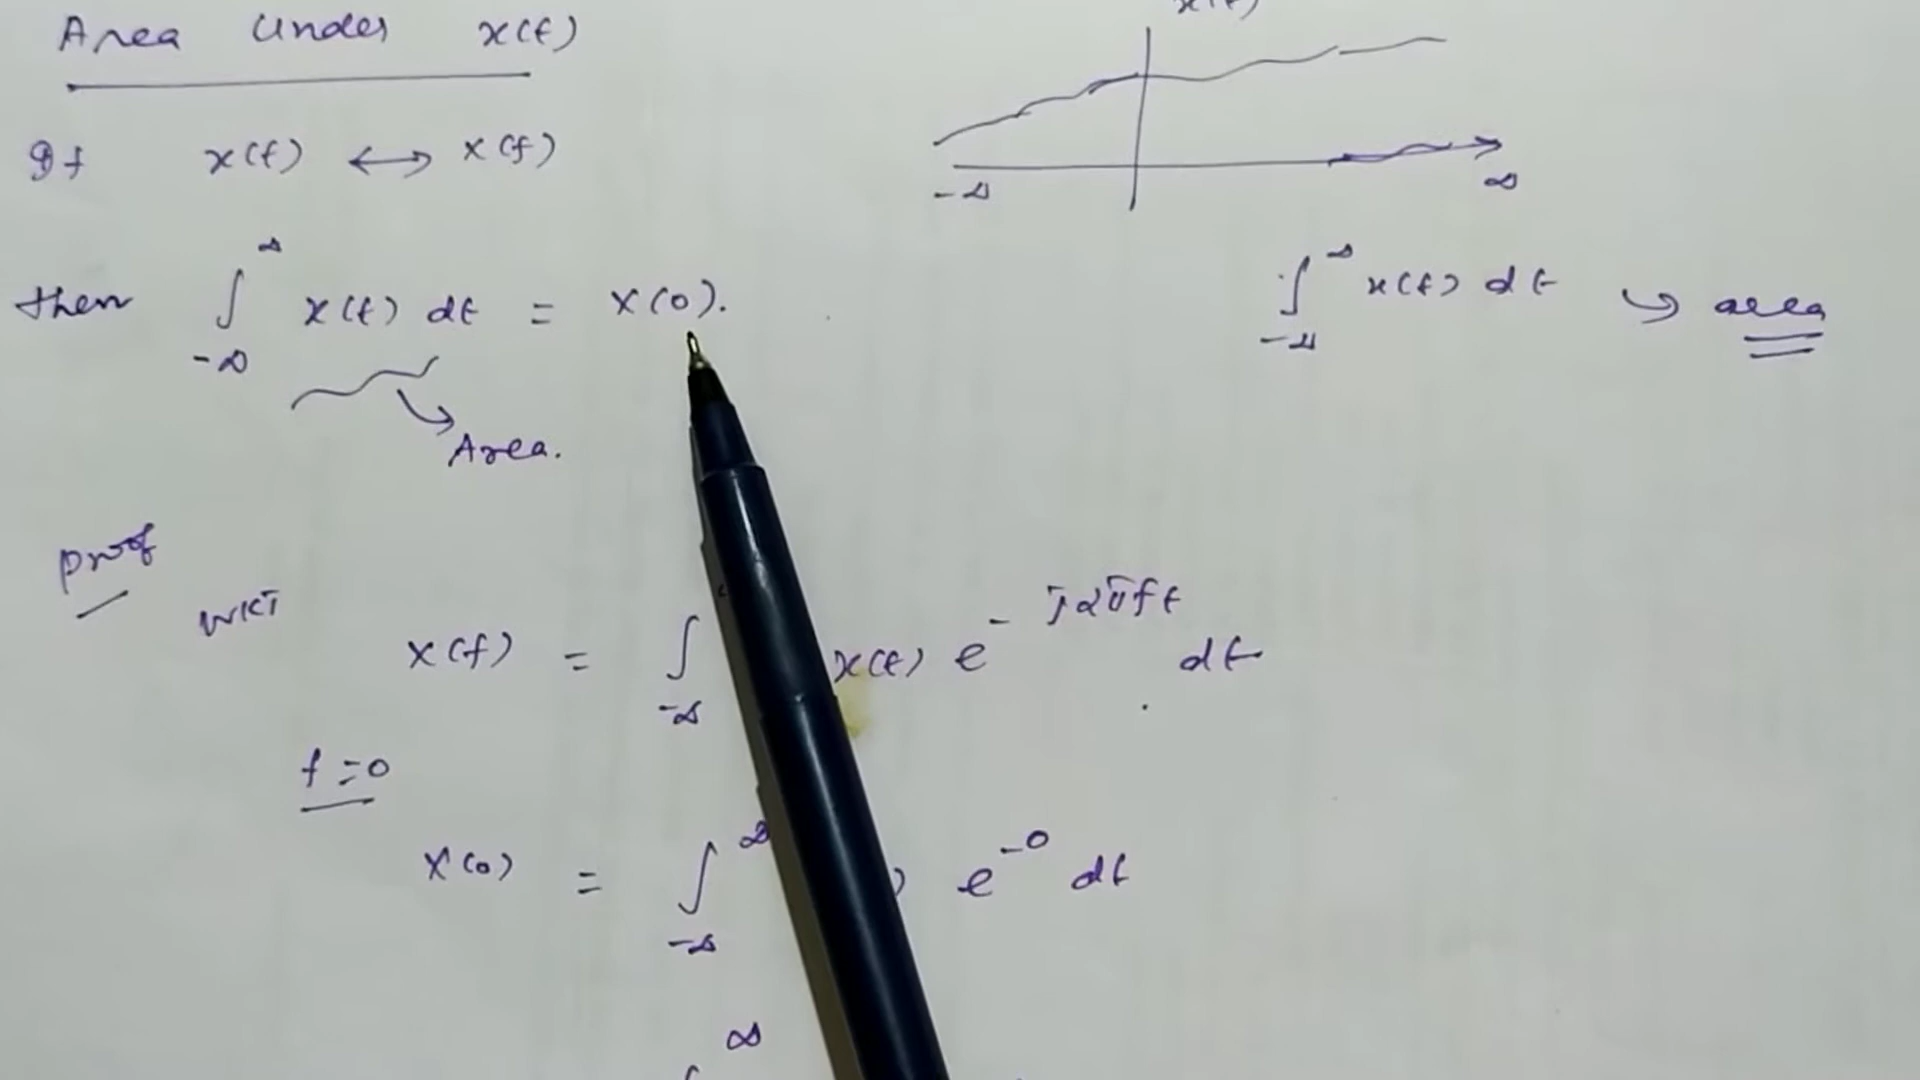 Area Under x(t)
x(t)
If x(t) ↔ X(f)
-∞ ∞
then ∫_{-∞}^{∞} x(t) dt = X(0).
∫_{-∞}^{∞} x(t) dt ↪ area
Area.
Proof
WKT
X(f) = ∫_{-∞} x(t) e^{-j2πft} dt
f=0
X(0) = ∫_{-∞}^{∞} ) e^{-0} dt
∞